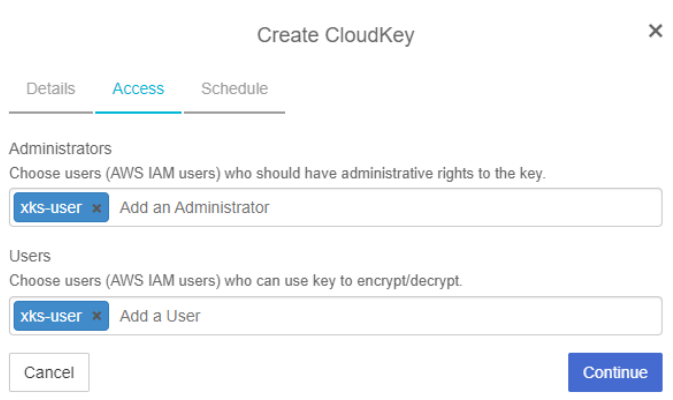 Create CloudKey ×
Details Access Schedule
Administrators
Choose users (AWS IAM users) who should have administrative rights to the key.
xks-user × Add an Administrator
Users
Choose users (AWS IAM users) who can use key to encrypt/decrypt.
xks-user × Add a User
Cancel Continue